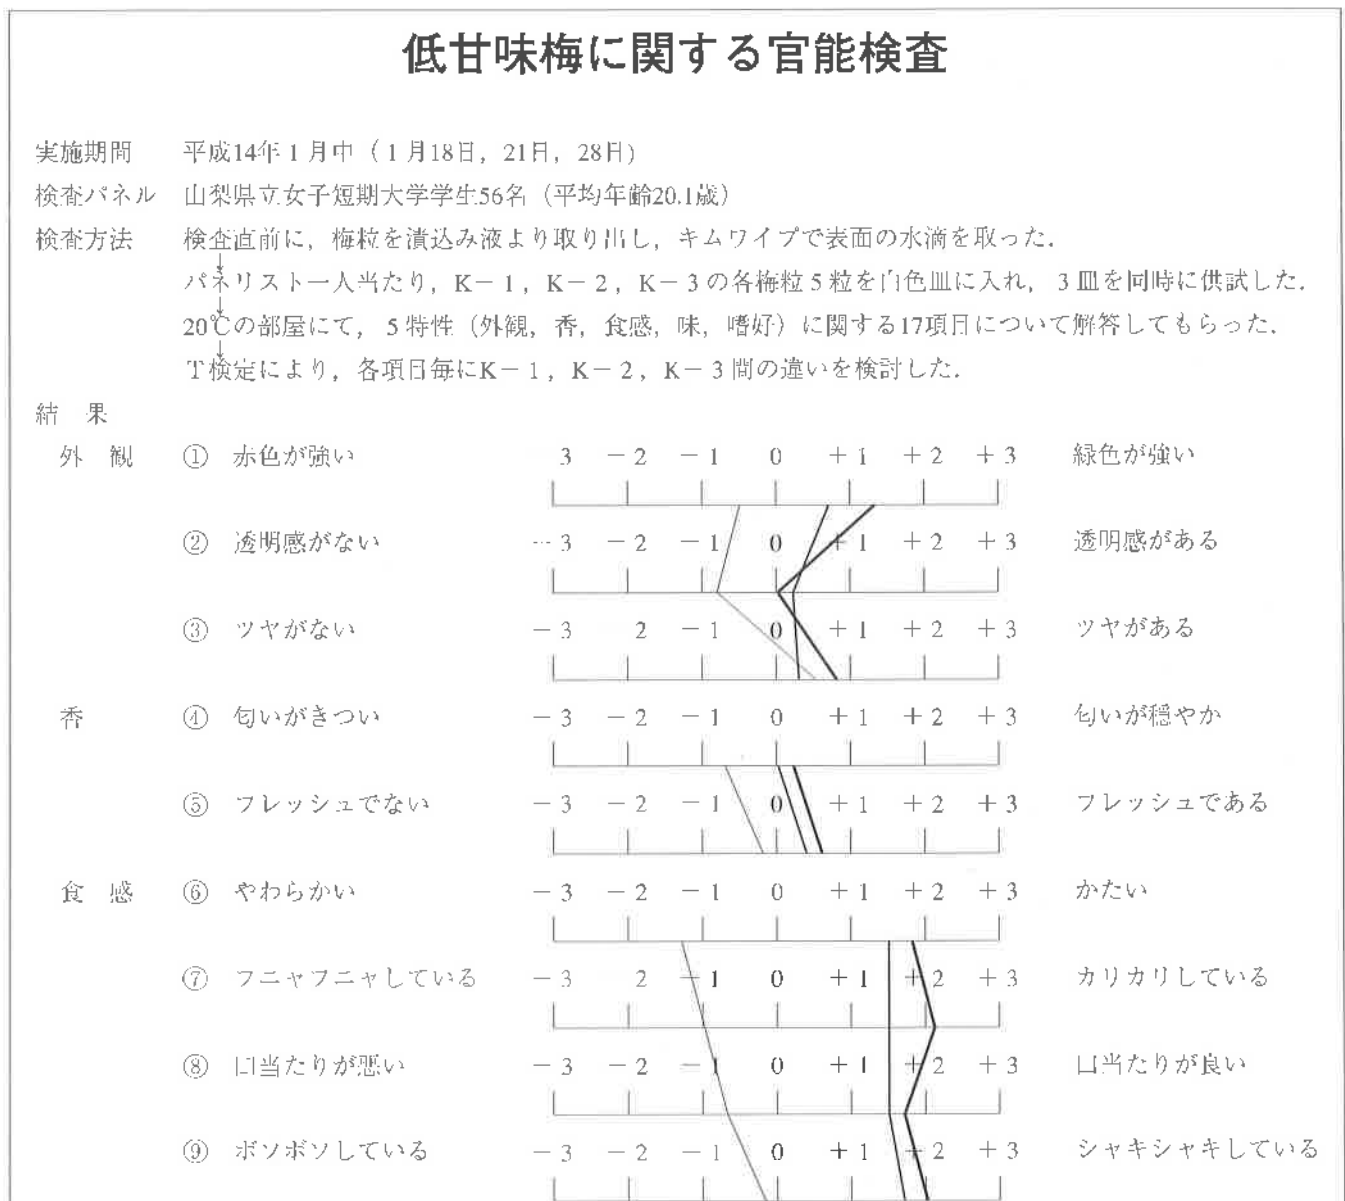 低甘味梅に関する官能検査
実施期間 平成14年1月中（1月18日，21日，28日）
検査パネル 山梨県立女子短期大学学生56名（平均年齢20.1歳）
検査方法 検査直前に，梅粒を漬込み液より取り出し，キムワイプで表面の水滴を取った．
↓
パネリスト一人当たり，K－1，K－2，K－3の各梅粒5粒を白色皿に入れ，3皿を同時に供試した．
↓
20℃の部屋にて，5特性（外観，香，食感，味，嗜好）に関する17項目について解答してもらった．
↓
T検定により，各項目毎にK－1，K－2，K－3間の違いを検討した．
結 果
外 観 ① 赤色が強い 3 －2 －1 0 ＋1 ＋2 ＋3 緑色が強い
② 透明感がない －3 －2 －1 0 ＋1 ＋2 ＋3 透明感がある
③ ツヤがない －3 2 －1 0 ＋1 ＋2 ＋3 ツヤがある
香 ④ 匂いがきつい －3 －2 －1 0 ＋1 ＋2 ＋3 匂いが穏やか
⑤ フレッシュでない －3 －2 －1 0 ＋1 ＋2 ＋3 フレッシュである
食 感 ⑥ やわらかい －3 －2 －1 0 ＋1 ＋2 ＋3 かたい
⑦ フニャフニャしている －3 2 －1 0 ＋1 ＋2 ＋3 カリカリしている
⑧ 口当たりが悪い －3 －2 －1 0 ＋1 ＋2 ＋3 口当たりが良い
⑨ ボソボソしている －3 －2 －1 0 ＋1 ＋2 ＋3 シャキシャキしている